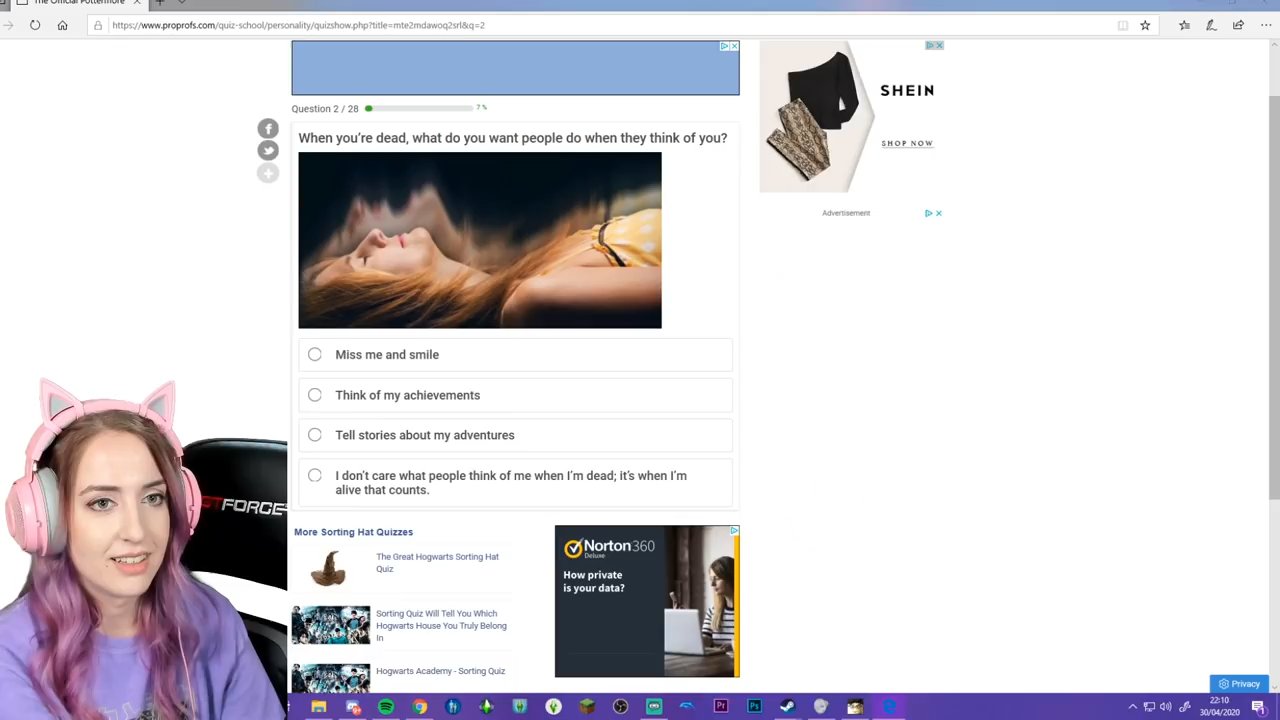 The Official Pottermore
https://www.proprofs.com/quiz-school/personality/quizshow.php?title=mte2mdawoq2srl&q=2
Question 2 / 28
7 %
When you're dead, what do you want people do when they think of you?
Miss me and smile
Think of my achievements
Tell stories about my adventures
I don't care what people think of me when I'm dead; it's when I'm
alive that counts.
More Sorting Hat Quizzes
The Great Hogwarts Sorting Hat
Quiz
Sorting Quiz Will Tell You Which
Hogwarts House You Truly Belong
In
Hogwarts Academy - Sorting Quiz
Norton360
Deluxe
How private
is your data?
SHEIN
SHOP NOW
Advertisement
CTFORCE
Privacy
22:10
30/04/2020